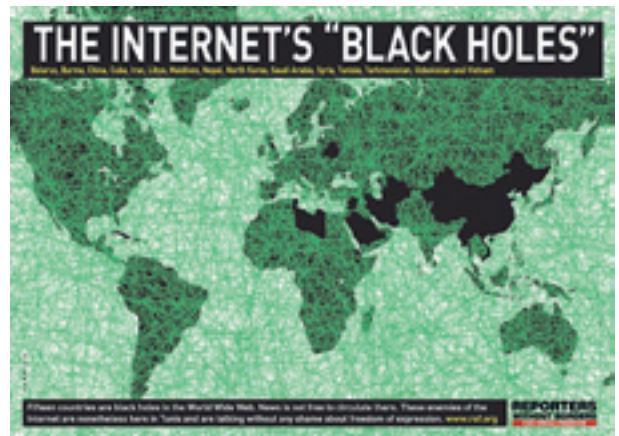 THE INTERNET'S "BLACK HOLES"
Belarus, Burma, China, Cuba, Iran, Libya, Maldives, Nepal, North Korea, Saudi Arabia, Syria, Tunisia, Turkmenistan, Uzbekistan and Vietnam
Fifteen countries are black holes in the World Wide Web. News is not free to circulate there. These enemies of the
Internet are nonetheless here in Tunis and are talking without any shame about freedom of expression. www.rsf.org
REPORTERS
WITHOUT BORDERS